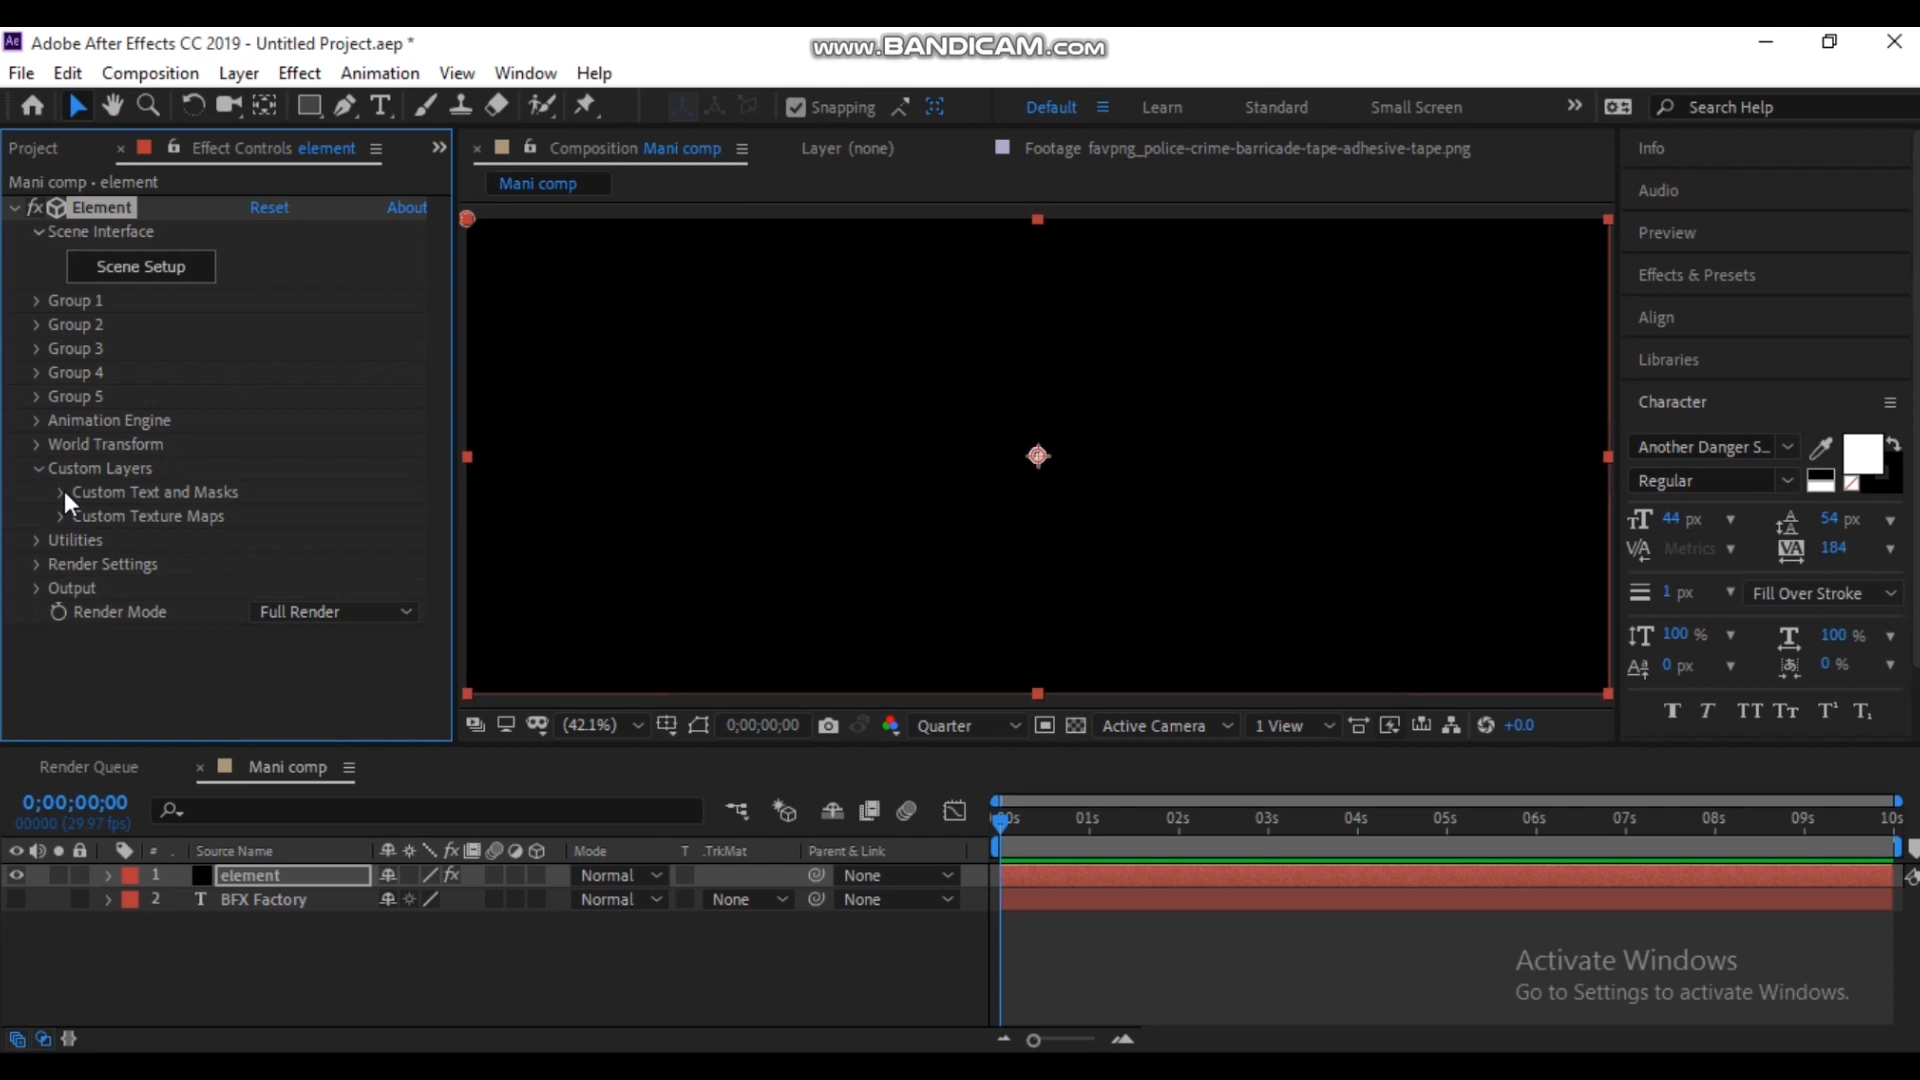 Adobe After Effects CC 2019 - Untitled Project.aep *
www.BANDICAM.com
File Edit Composition Layer Effect Animation View Window Help
Snapping
Default Learn Standard Small Screen
Search Help
Project
Effect Controls element
Composition Mani comp
Layer (none)
Footage favpng_police-crime-barricade-tape-adhesive-tape.png
Mani comp • element
Mani comp
fx Element Reset About
Scene Interface
Scene Setup
Group 1
Group 2
Group 3
Group 4
Group 5
Animation Engine
World Transform
Custom Layers
Custom Text and Masks
Custom Texture Maps
Utilities
Render Settings
Output
Render Mode Full Render
(42.1%) 0;00;00;00 Quarter Active Camera 1 View +0.0
Info
Audio
Preview
Effects & Presets
Align
Libraries
Character
Another Danger S...
Regular
44 px 54 px
Metrics 184
1 px Fill Over Stroke
100 % 100 %
0 px 0 %
Render Queue Mani comp
0;00;00;00
00000 (29.97 fps)
01s 02s 03s 04s 05s 06s 07s 08s 09s 10s
# Source Name fx Mode T .TrkMat Parent & Link
1 element fx Normal None
2 T BFX Factory Normal None None
Activate Windows
Go to Settings to activate Windows.